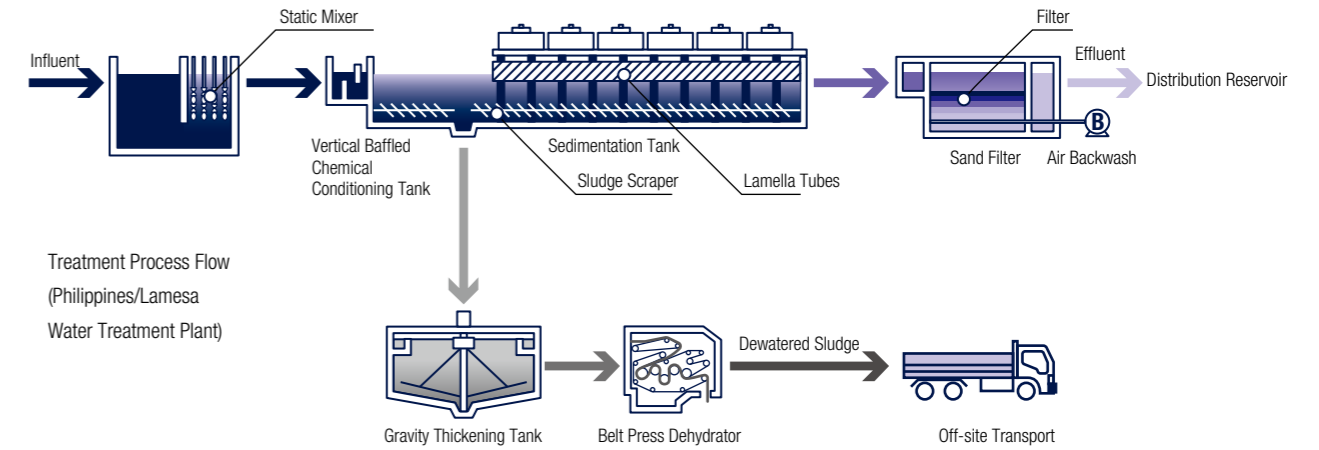 Static Mixer
Filter
Influent
Effluent
Distribution Reservoir
B
Vertical Baffled
Chemical
Conditioning Tank
Sedimentation Tank
Sludge Scraper
Lamella Tubes
Sand Filter
Air Backwash
Treatment Process Flow
(Philippines/Lamesa
Water Treatment Plant)
Dewatered Sludge
Gravity Thickening Tank
Belt Press Dehydrator
Off-site Transport